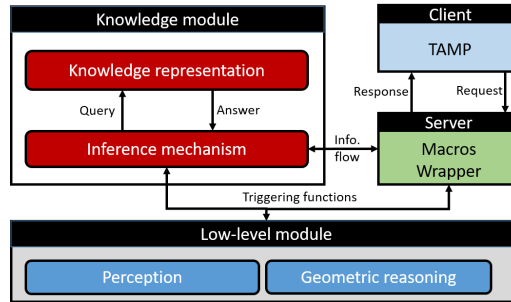 Knowledge module
Knowledge representation
Query
Answer
Inference mechanism
Client
TAMP
Response
Request
Server
Macros
Wrapper
Info.
flow
Triggering functions
Low-level module
Perception
Geometric reasoning